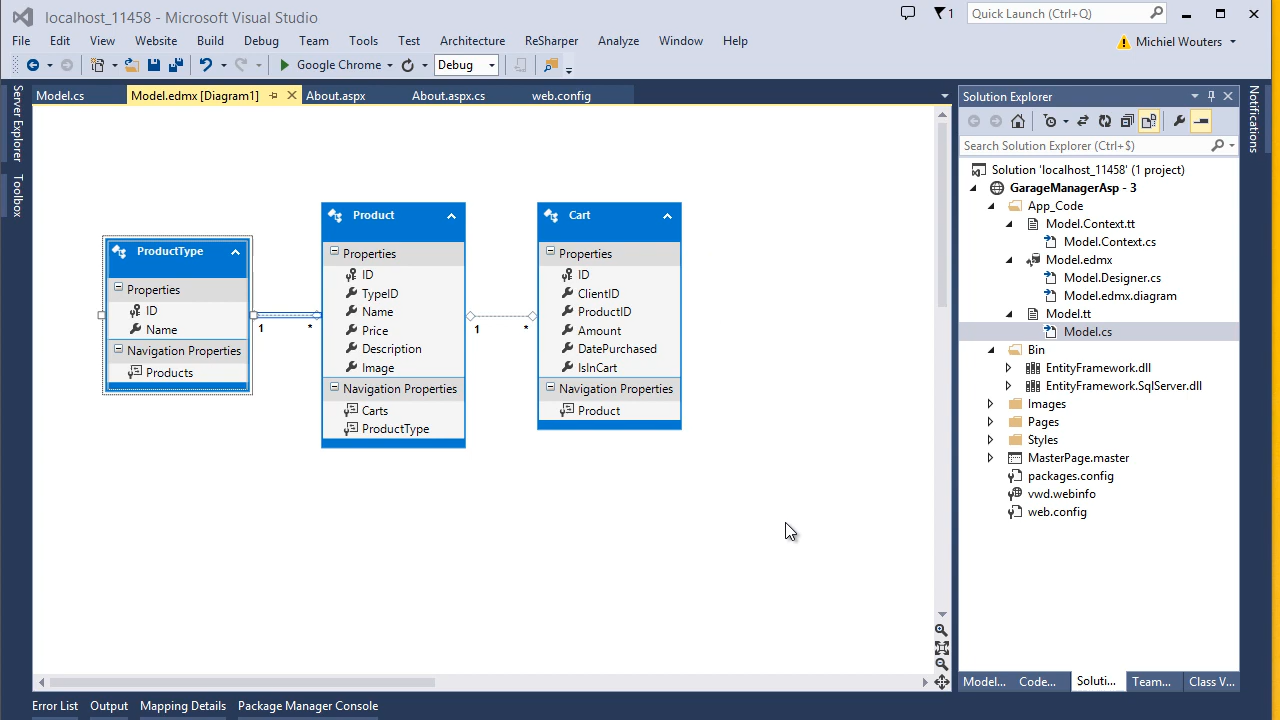 localhost_11458 - Microsoft Visual Studio
1
Quick Launch (Ctrl+Q)
File Edit View Website Build Debug Team Tools Test Architecture ReSharper Analyze Window Help
Michiel Wouters
Google Chrome
Debug
Server Explorer
Toolbox
Model.cs
Model.edmx [Diagram1]
About.aspx
About.aspx.cs
web.config
ProductType
Properties
ID
Name
Navigation Properties
Products
1
*
Product
Properties
ID
TypeID
Name
Price
Description
Image
Navigation Properties
Carts
ProductType
1
*
Cart
Properties
ID
ClientID
ProductID
Amount
DatePurchased
IsInCart
Navigation Properties
Product
Solution Explorer
Search Solution Explorer (Ctrl+$)
Solution 'localhost_11458' (1 project)
GarageManagerAsp - 3
App_Code
Model.Context.tt
Model.Context.cs
Model.edmx
Model.Designer.cs
Model.edmx.diagram
Model.tt
Model.cs
Bin
EntityFramework.dll
EntityFramework.SqlServer.dll
Images
Pages
Styles
MasterPage.master
packages.config
vwd.webinfo
web.config
Model... Code... Soluti... Team... Class V...
Notifications
Error List Output Mapping Details Package Manager Console